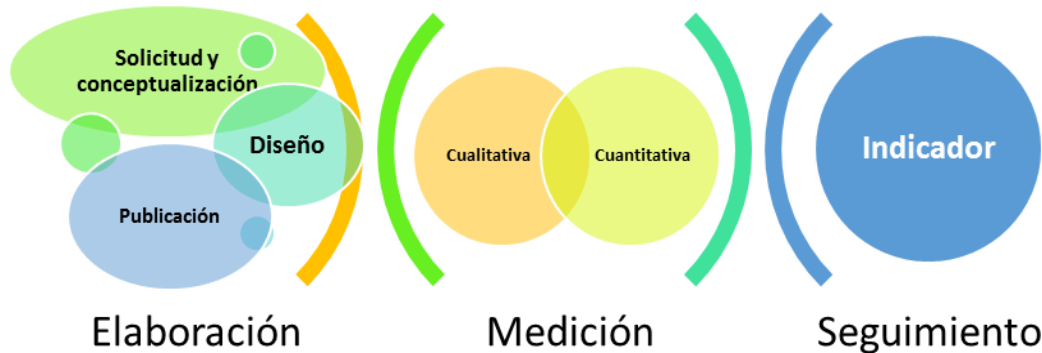 Solicitud y
conceptualización
Diseño
Publicación
Elaboración
Cualitativa
Cuantitativa
Medición
Indicador
Seguimiento